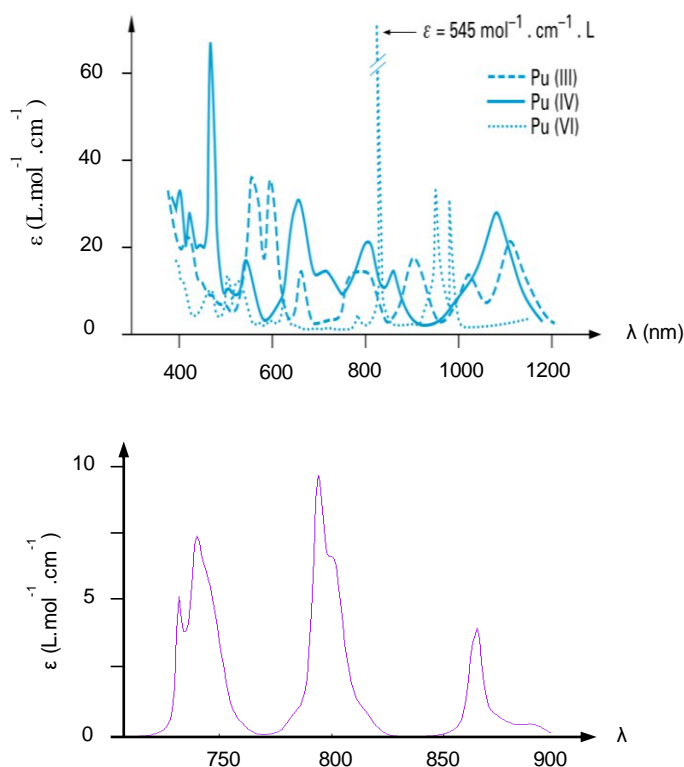 ε = 545 mol⁻¹ . cm⁻¹ . L
60
Pu (III)
Pu (IV)
Pu (VI)
ε (L.mol⁻¹ .cm⁻¹)
40
20
0
λ (nm)
400 600 800 1000 1200
10
ε (L.mol⁻¹ .cm⁻¹)
5
0
λ
750 800 850 900